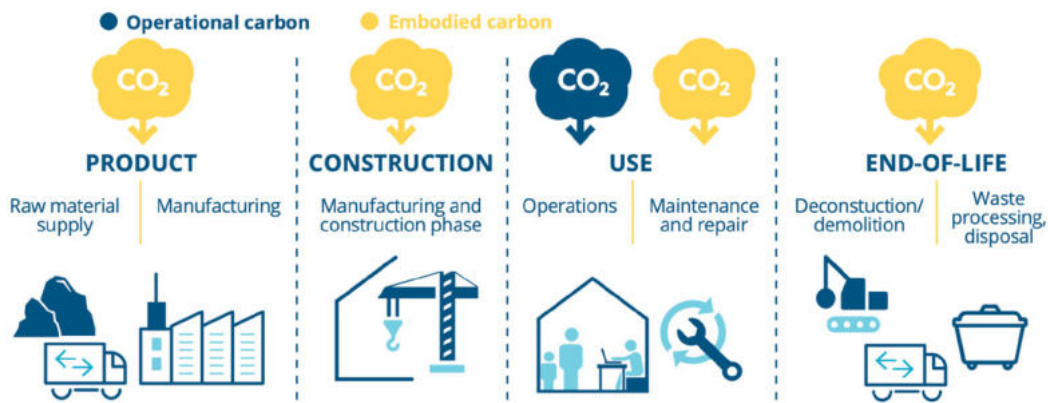 Operational carbon
Embodied carbon
CO2
CO2
CO2
CO2
CO2
PRODUCT
CONSTRUCTION
USE
END-OF-LIFE
Raw material
supply
Manufacturing
Manufacturing and
construction phase
Operations
Maintenance
and repair
Deconstuction/
demolition
Waste
processing,
disposal